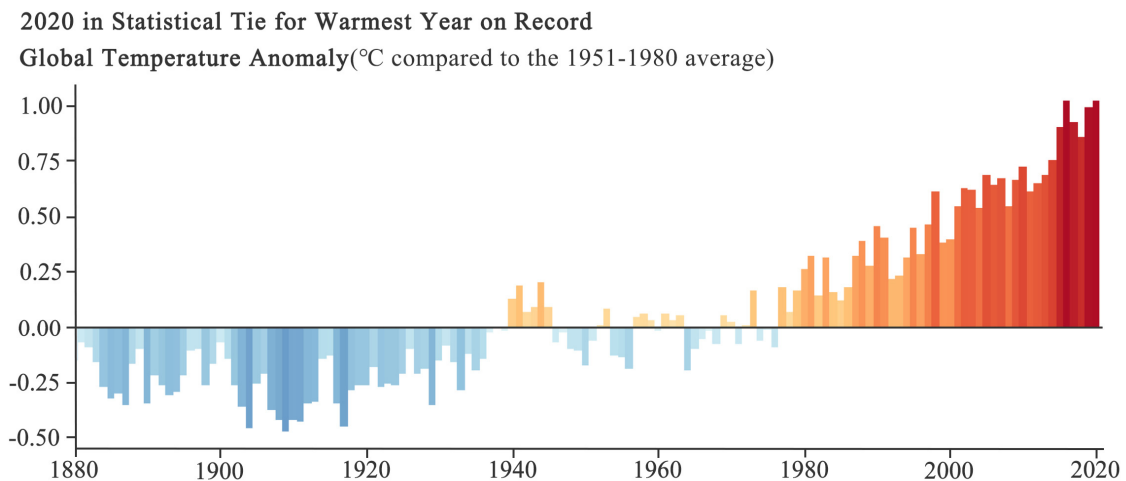 2020 in Statistical Tie for Warmest Year on Record
Global Temperature Anomaly(℃ compared to the 1951-1980 average)
1.00
0.75
0.50
0.25
0.00
-0.25
-0.50
1880 1900 1920 1940 1960 1980 2000 2020